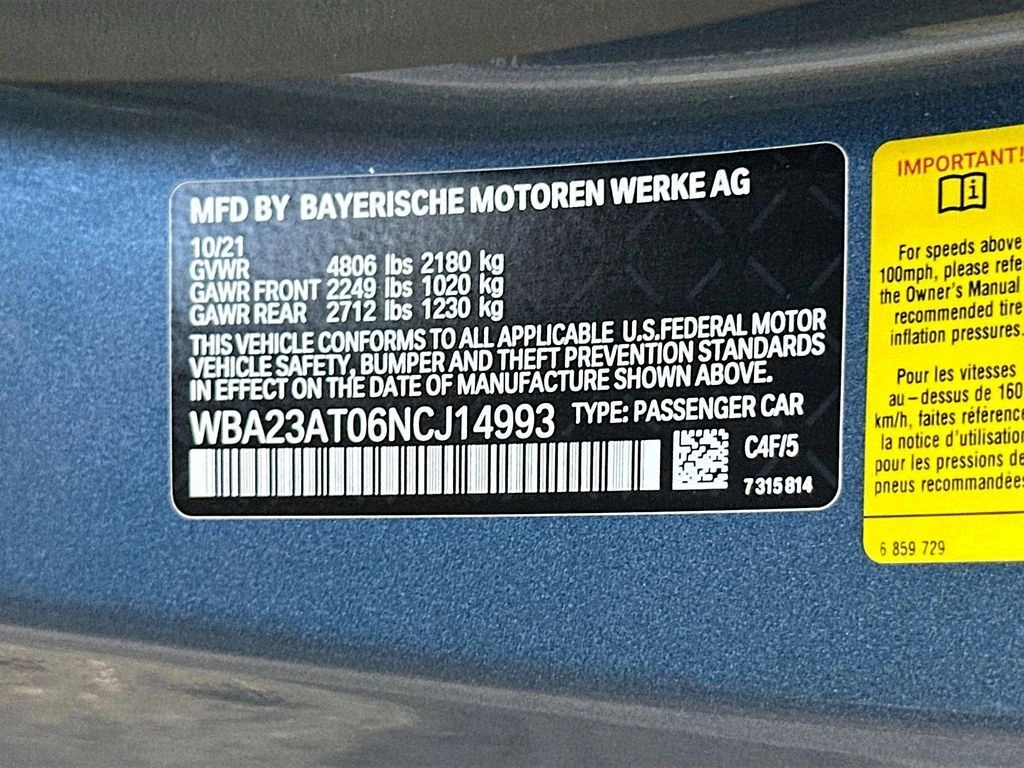 MFD BY BAYERISCHE MOTOREN WERKE AG
10/21
GVWR 4806 lbs 2180 kg
GAWR FRONT 2249 lbs 1020 kg
GAWR REAR 2712 lbs 1230 kg
THIS VEHICLE CONFORMS TO ALL APPLICABLE U.S.FEDERAL MOTOR
VEHICLE SAFETY, BUMPER AND THEFT PREVENTION STANDARDS
IN EFFECT ON THE DATE OF MANUFACTURE SHOWN ABOVE.
WBA23AT06NCJ14993 TYPE: PASSENGER CAR
C4F/5
7315814
IMPORTANT!
i
For speeds above
100mph, please refe
the Owner's Manual
recommended tire
inflation pressures.
Pour les vitesses
au-dessus de 160
km/h, faites référence
la notice d'utilisation
pour les pressions de
pneus recommandées
6 859 729